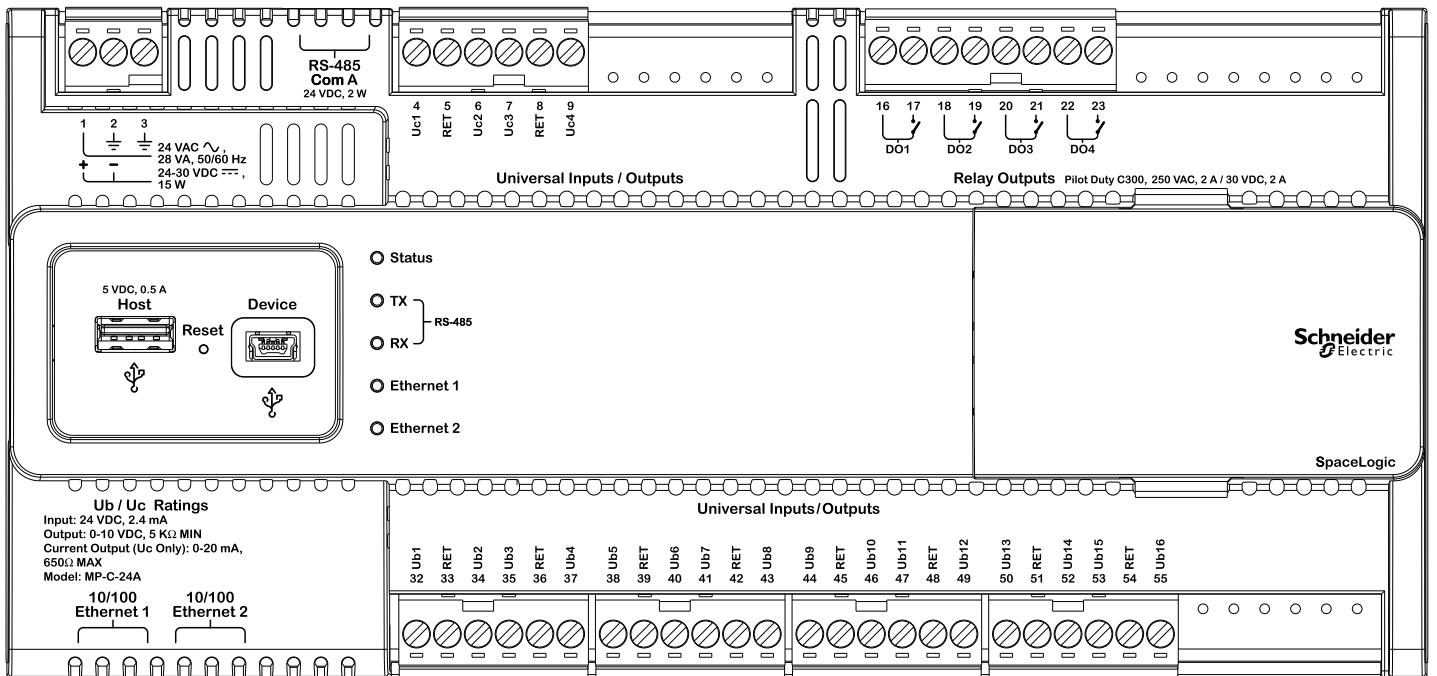 RS-485
Com A
24 VDC, 2 W
4 5 6 7 8 9
Uc1 RET Uc2 Uc3 RET Uc4
16 17 18 19 20 21 22 23
DO1 DO2 DO3 DO4
1 2 3
24 VAC ,
28 VA, 50/60 Hz
+ −
24-30 VDC ,
15 W
Universal Inputs / Outputs
Relay Outputs Pilot Duty C300, 250 VAC, 2 A / 30 VDC, 2 A
5 VDC, 0.5 A
Host
Reset
Device
Status
TX
RX
RS-485
Ethernet 1
Ethernet 2
Schneider
Electric
SpaceLogic
Ub / Uc Ratings
Input: 24 VDC, 2.4 mA
Output: 0-10 VDC, 5 KΩ MIN
Current Output (Uc Only): 0-20 mA,
650Ω MAX
Model: MP-C-24A
10/100
Ethernet 1
10/100
Ethernet 2
Universal Inputs/Outputs
Ub1 RET Ub2 Ub3 RET Ub4 Ub5 RET Ub6 Ub7 RET Ub8 Ub9 RET Ub10 Ub11 RET Ub12 Ub13 RET Ub14 Ub15 RET Ub16
32 33 34 35 36 37 38 39 40 41 42 43 44 45 46 47 48 49 50 51 52 53 54 55